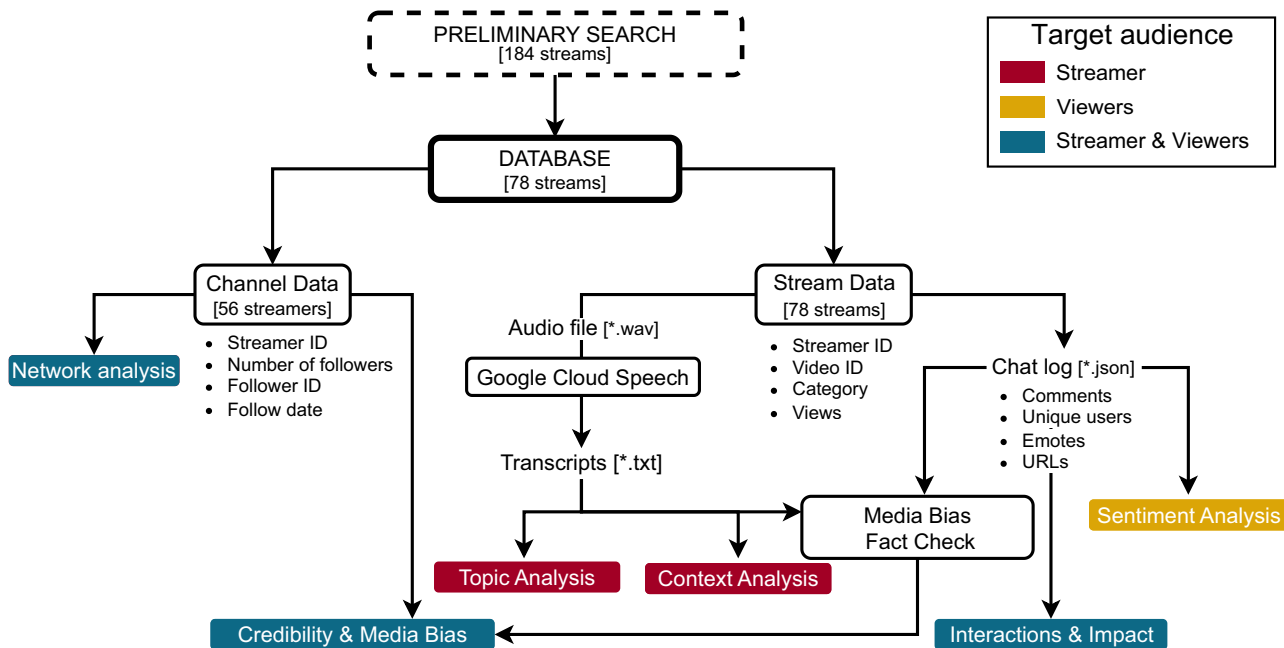 PRELIMINARY SEARCH
[184 streams]
Target audience
Streamer
Viewers
Streamer & Viewers
DATABASE
[78 streams]
Channel Data
[56 streamers]
Streamer ID
Number of followers
Follower ID
Follow date
Network analysis
Stream Data
[78 streams]
Streamer ID
Video ID
Category
Views
Audio file [*.wav]
Google Cloud Speech
Transcripts [*.txt]
Chat log [*.json]
Comments
Unique users
Emotes
URLs
Media Bias
Fact Check
Sentiment Analysis
Topic Analysis
Context Analysis
Credibility & Media Bias
Interactions & Impact